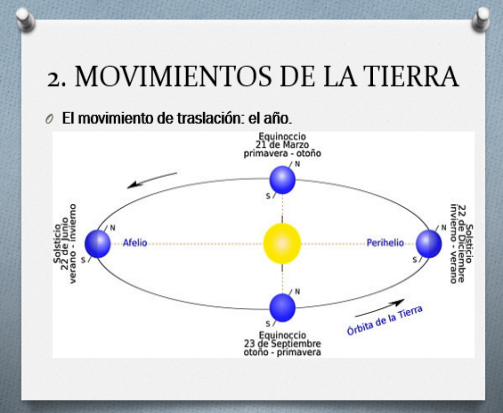 2. MOVIMIENTOS DE LA TIERRA
El movimiento de traslación: el año.
Equinoccio
21 de Marzo
primavera - otoño
N
S
Solsticio
22 de Junio
verano - invierno
N
S
Afelio
Perihelio
N
S
Solsticio
22 de Diciembre
invierno - verano
N
S
Equinoccio
23 de Septiembre
otoño - primavera
Órbita de la Tierra